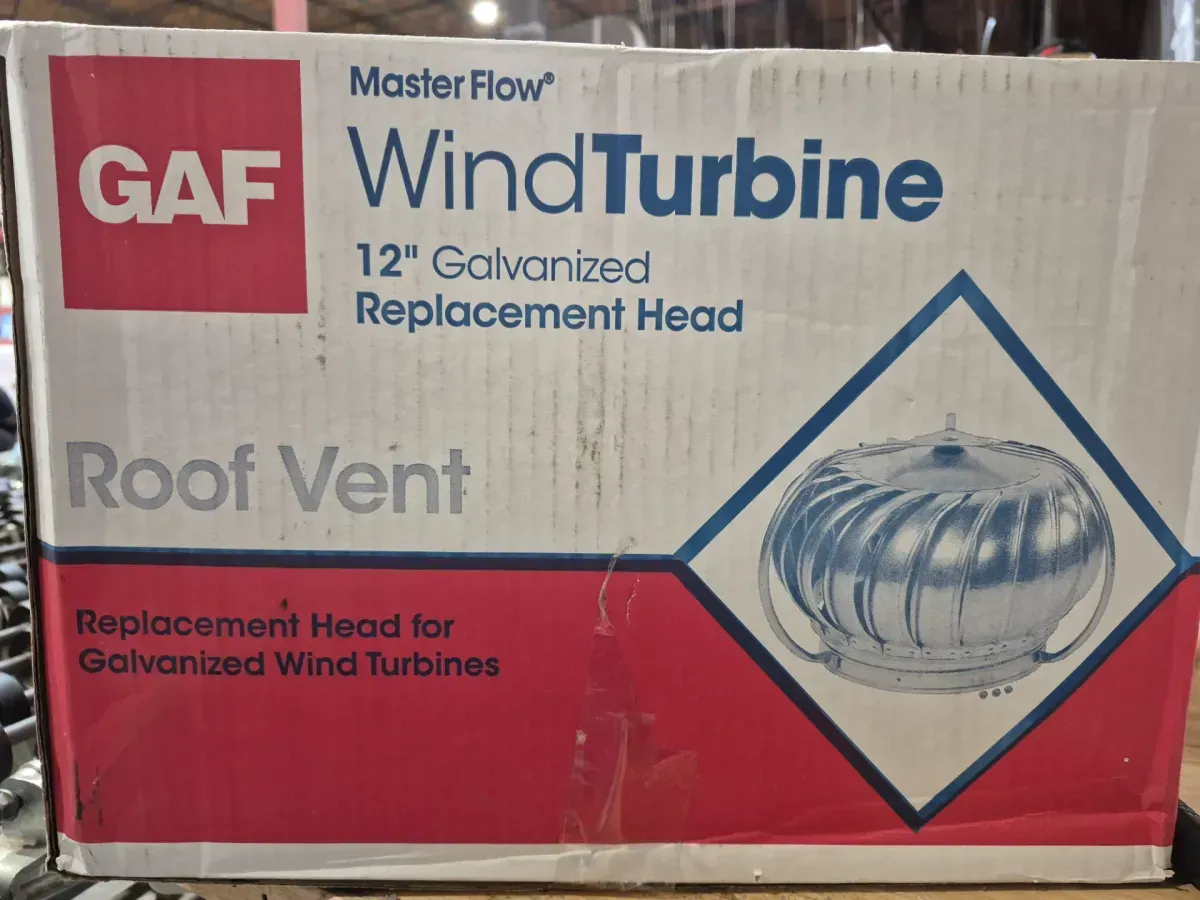 GAF
Master Flow®
WindTurbine
12" Galvanized
Replacement Head
Roof Vent
Replacement Head for
Galvanized Wind Turbines